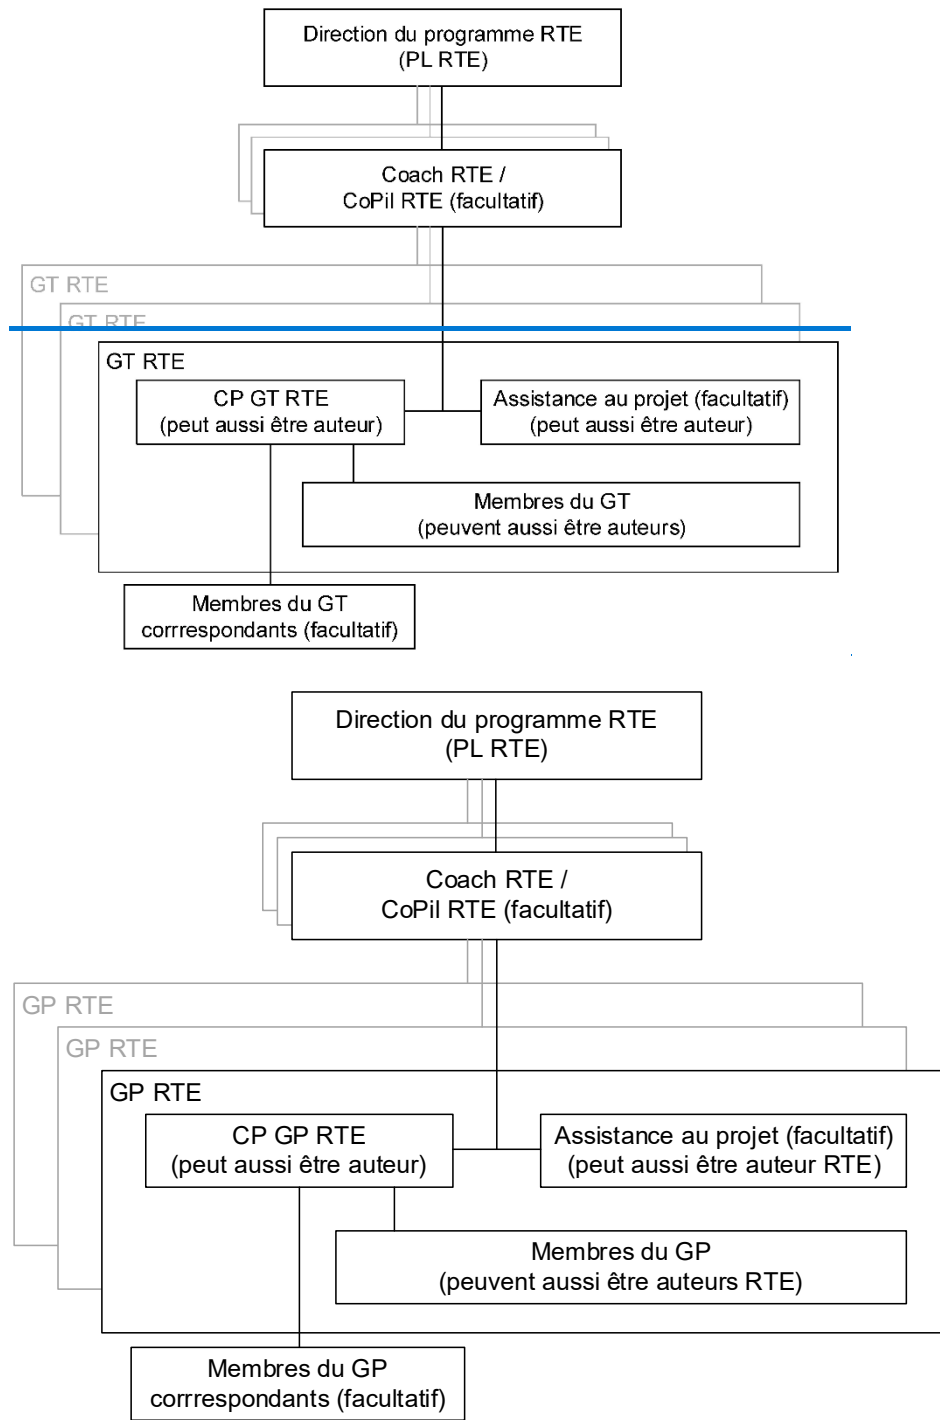 Direction du programme RTE
(PL RTE)
Coach RTE /
CoPil RTE (facultatif)
GT RTE
GT RTE
GT RTE
CP GT RTE
(peut aussi être auteur)
Assistance au projet (facultatif)
(peut aussi être auteur)
Membres du GT
(peuvent aussi être auteurs)
Membres du GT
corrrespondants (facultatif)
Direction du programme RTE
(PL RTE)
Coach RTE /
CoPil RTE (facultatif)
GP RTE
GP RTE
GP RTE
CP GP RTE
(peut aussi être auteur)
Assistance au projet (facultatif)
(peut aussi être auteur RTE)
Membres du GP
(peuvent aussi être auteurs RTE)
Membres du GP
corrrespondants (facultatif)